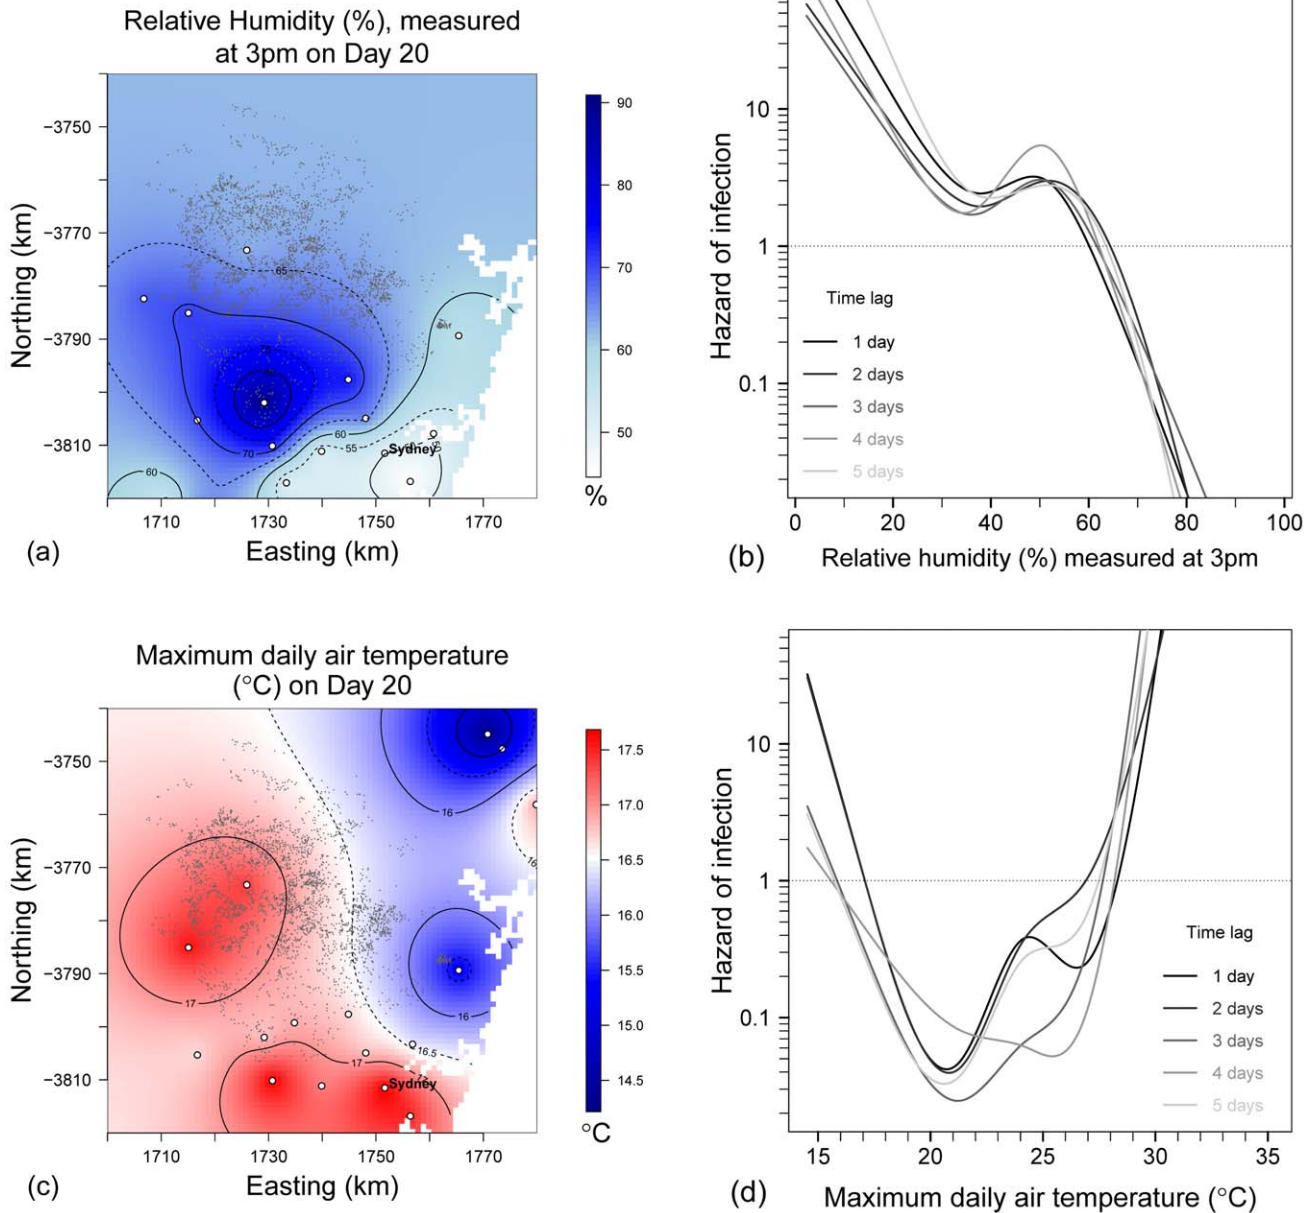 Relative Humidity (%), measured
at 3pm on Day 20
−3750
−3770
−3790
−3810
Northing (km)
65
75
70
60
55
60
50
Sydney
1710 1730 1750 1770
Easting (km)
(a)
90
80
70
60
50
%
10
1
0.1
Hazard of infection
Time lag
1 day
2 days
3 days
4 days
5 days
0 20 40 60 80 100
Relative humidity (%) measured at 3pm
(b)
Maximum daily air temperature
(°C) on Day 20
−3750
−3770
−3790
−3810
Northing (km)
16
16
17
16
16.5
17
Sydney
1710 1730 1750 1770
Easting (km)
(c)
17.5
17.0
16.5
16.0
15.5
15.0
14.5
°C
10
1
0.1
Hazard of infection
Time lag
1 day
2 days
3 days
4 days
5 days
15 20 25 30 35
Maximum daily air temperature (°C)
(d)